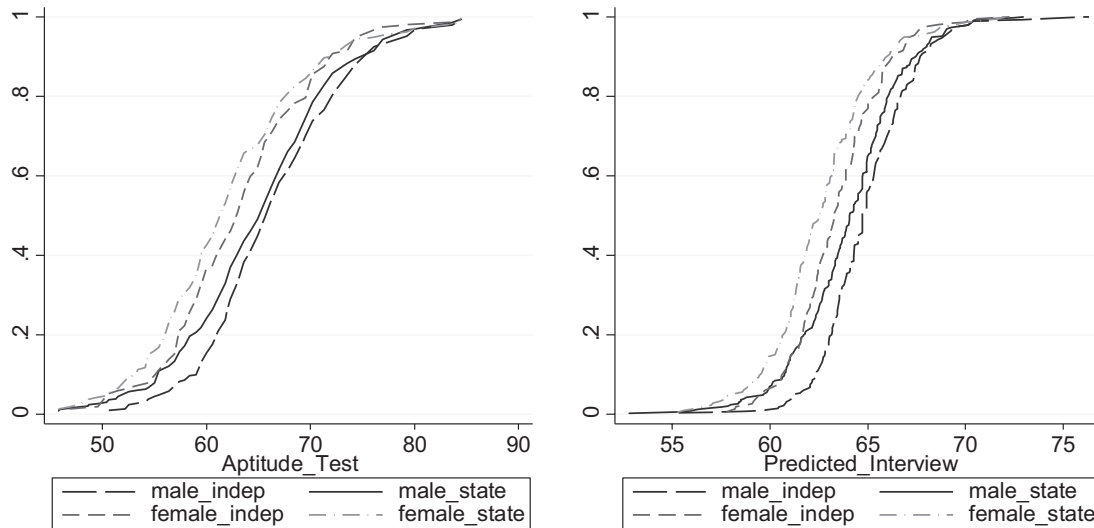 1
.8
.6
.4
.2
0
50 60 70 80 90
Aptitude_Test
male_indep male_state
female_indep female_state
1
.8
.6
.4
.2
0
55 60 65 70 75
Predicted_Interview
male_indep male_state
female_indep female_state